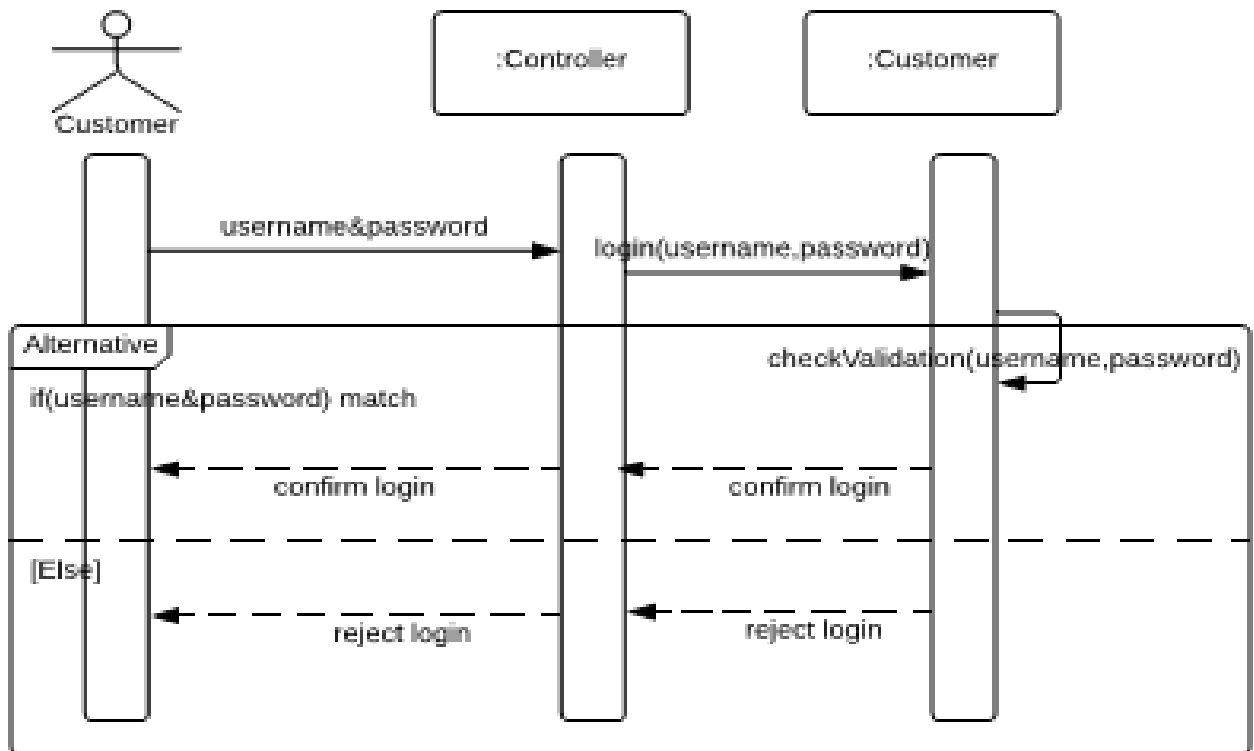 :Controller
:Customer
Customer
username&password
login(username,password)
Alternative
checkValidation(username,password)
if(username&password) match
confirm login
confirm login
[Else]
reject login
reject login